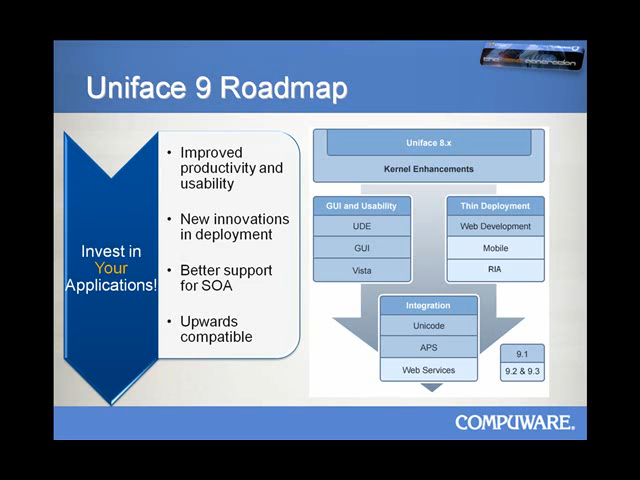 the generation
Uniface 9 Roadmap
Invest in
Your
Applications!
• Improved
productivity and
usability
• New innovations
in deployment
• Better support
for SOA
• Upwards
compatible
Uniface 8.x
Kernel Enhancements
GUI and Usability
UDE
GUI
Vista
Thin Deployment
Web Development
Mobile
RIA
Integration
Unicode
APS
Web Services
9.1
9.2 & 9.3
COMPUWARE.